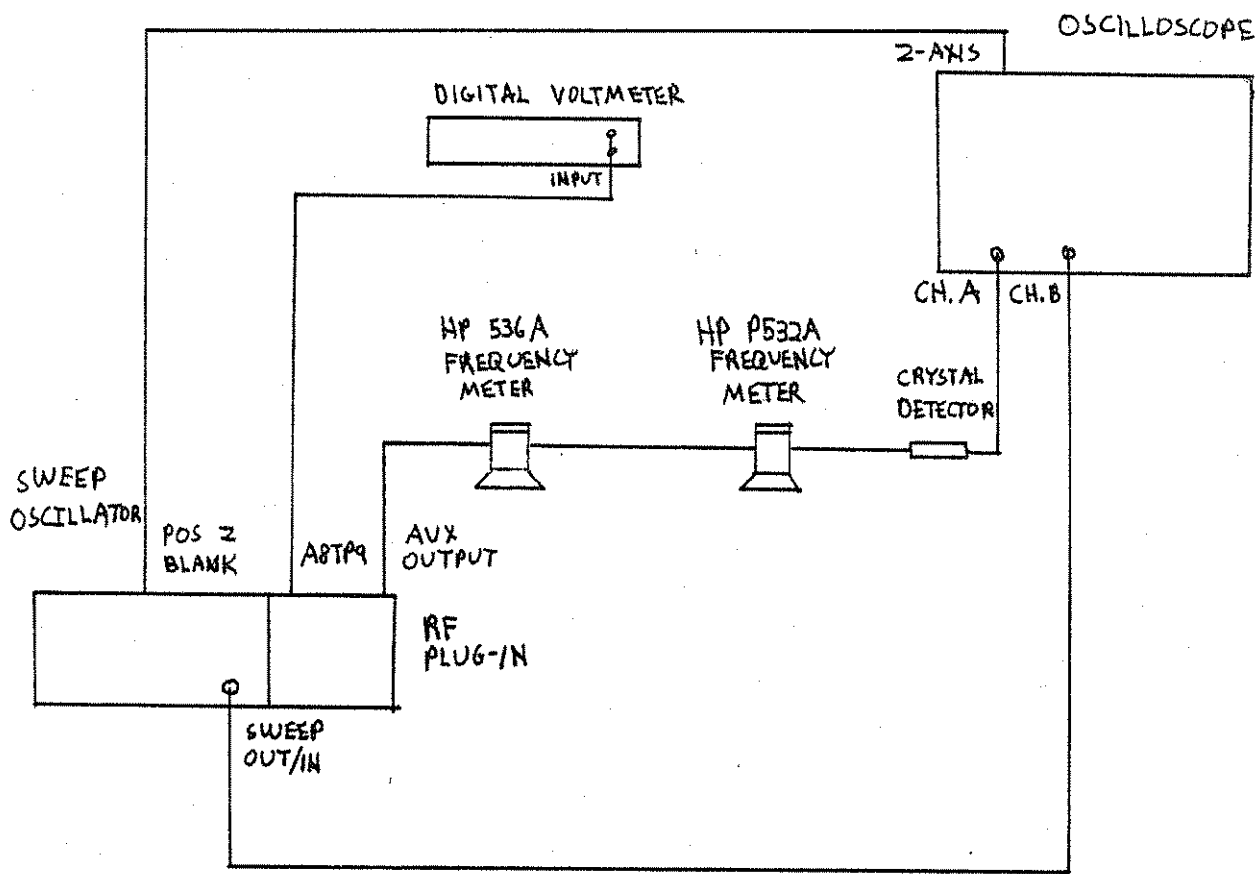 OSCILLOSCOPE
Z-AXIS
DIGITAL VOLTMETER
INPUT
CH. A
CH. B
HP 536A
FREQUENCY
METER
HP P532A
FREQUENCY
METER
CRYSTAL
DETECTOR
SWEEP
OSCILLATOR
POS Z
BLANK
A8TP9
AUX
OUTPUT
RF
PLUG-IN
SWEEP
OUT/IN